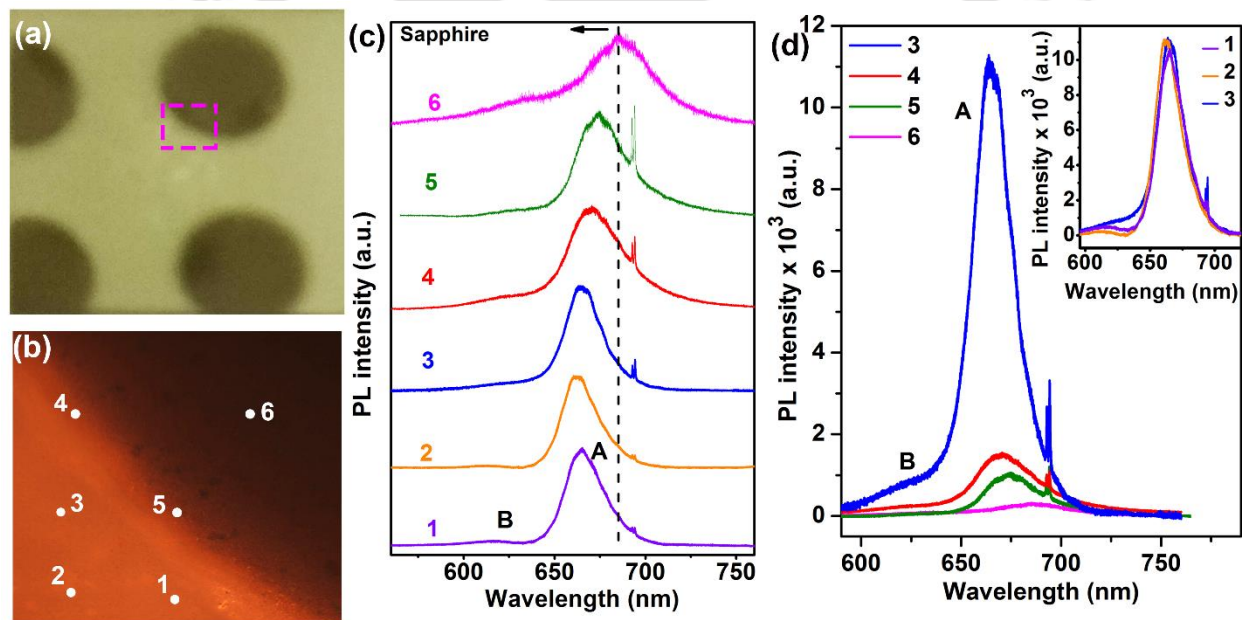 (a)
(b)
4
6
3
5
2
1
(c)
Sapphire
6
5
4
3
2
A
B
1
PL intensity (a.u.)
600 650 700 750
Wavelength (nm)
(d)
3
4
5
6
A
B
PL intensity x 10³ (a.u.)
12
10
8
6
4
2
0
600 650 700 750
Wavelength (nm)
1
2
3
PL intensity x 10³ (a.u.)
10
8
6
4
2
0
600 650 700
Wavelength (nm)